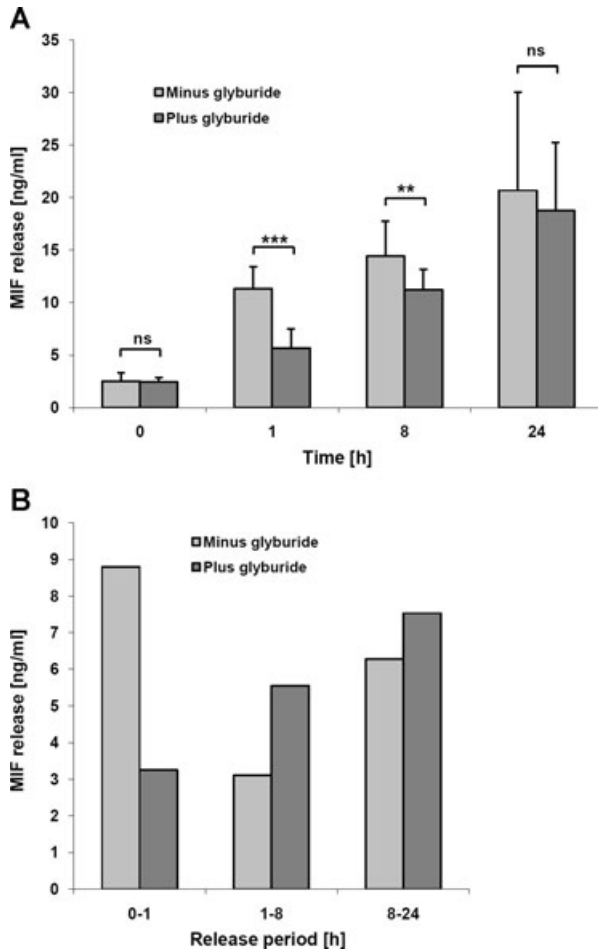 A
MIF release [ng/ml]
35
30
25
20
15
10
5
0
Minus glyburide
Plus glyburide
ns
***
**
ns
0 1 8 24
Time [h]
B
MIF release [ng/ml]
10
9
8
7
6
5
4
3
2
1
0
Minus glyburide
Plus glyburide
0-1 1-8 8-24
Release period [h]